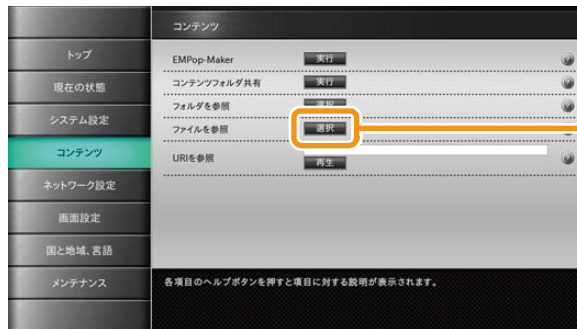 コンテンツ
トップ
現在の状態
システム設定
コンテンツ
ネットワーク設定
画面設定
国と地域、言語
メンテナンス
EMPop-Maker 実行
コンテンツフォルダ共有 実行
フォルダを参照 選択
ファイルを参照 選択
URIを参照
再生
各項目のヘルプボタンを押すと項目に対する説明が表示されます。